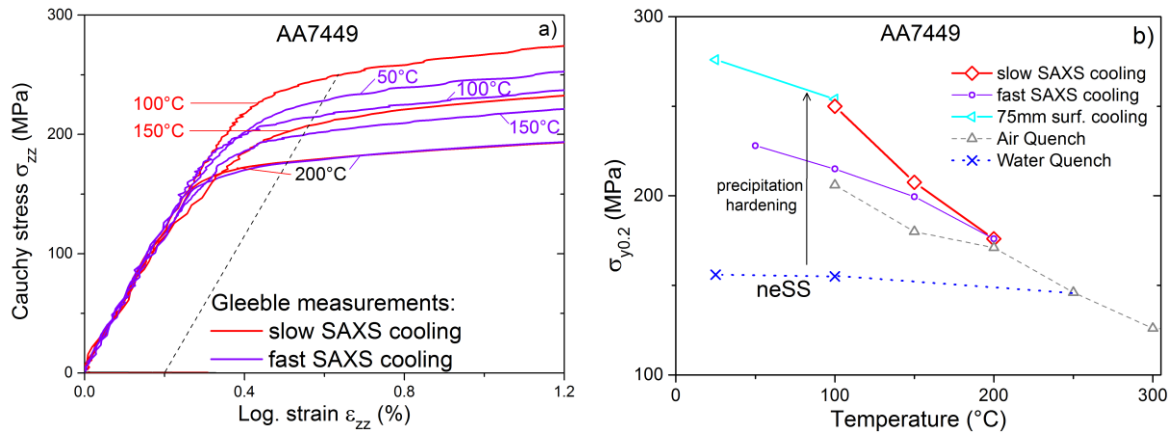 AA7449
a)
300
200
100
0
Cauchy stress σzz (MPa)
50°C
100°C
100°C
150°C
150°C
200°C
Gleeble measurements:
slow SAXS cooling
fast SAXS cooling
0.0
0.4
0.8
1.2
Log. strain εzz (%)
AA7449
b)
300
200
100
σy0.2 (MPa)
slow SAXS cooling
fast SAXS cooling
75mm surf. cooling
Air Quench
Water Quench
precipitation
hardening
neSS
0
100
200
300
Temperature (°C)